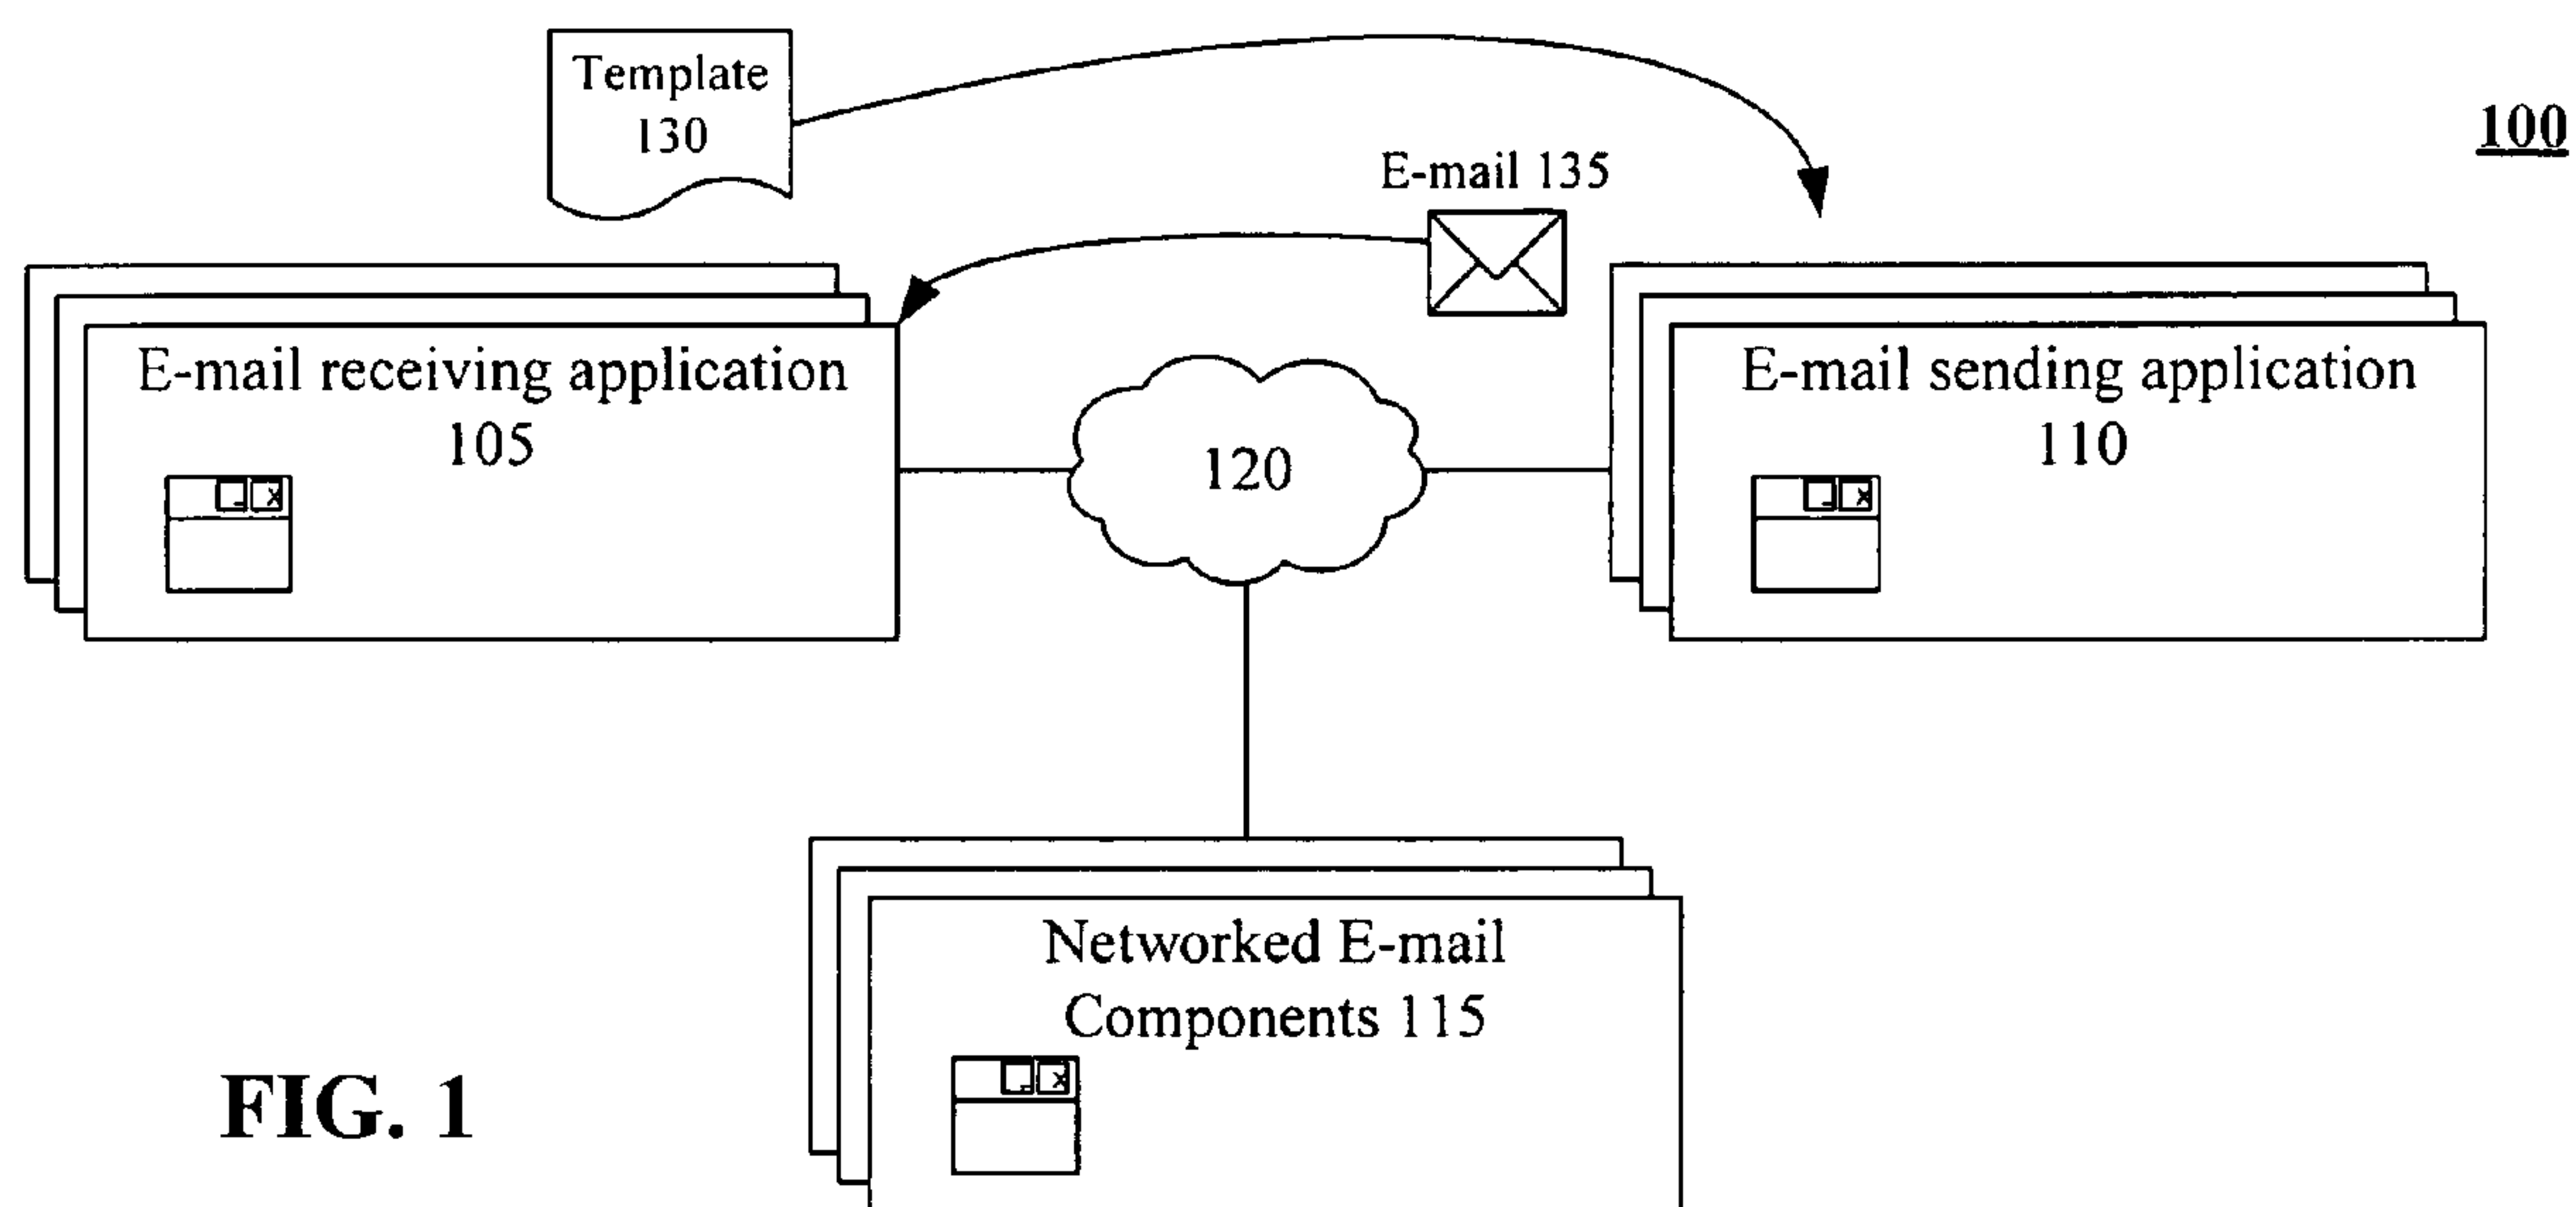 Template
130
100
E-mail 135
E-mail receiving application
105
E-mail sending application
110
120
Networked E-mail
Components 115
FIG. 1